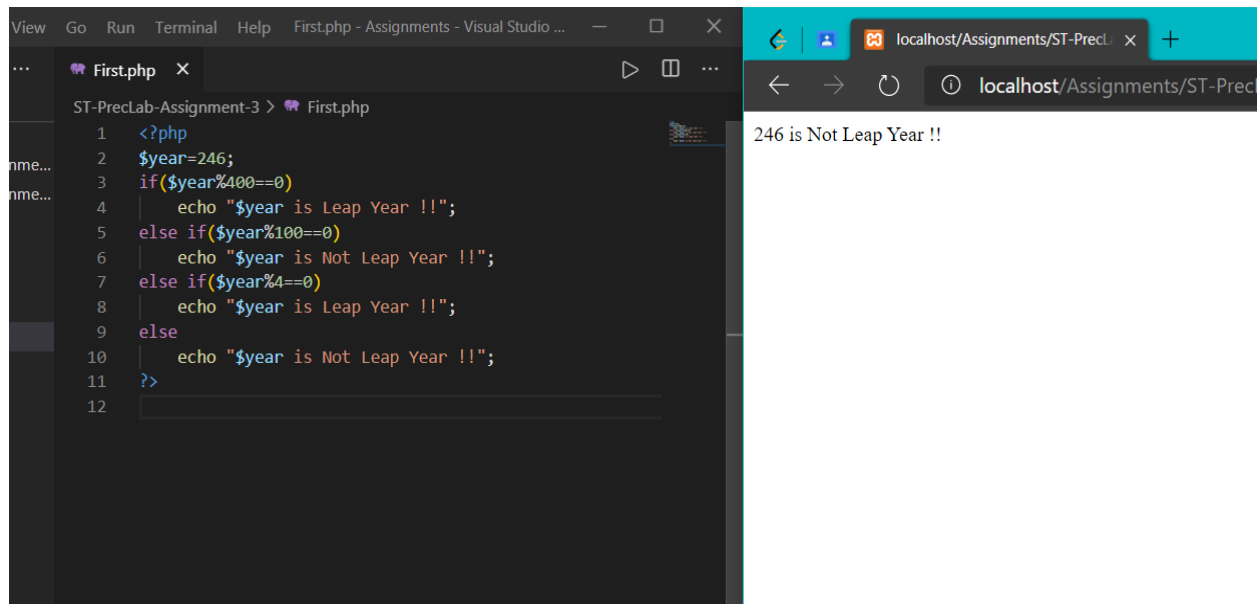 View Go Run Terminal Help First.php - Assignments - Visual Studio ...
... First.php
ST-PrecLab-Assignment-3 > First.php
nme...
nme...
1 <?php
2 $year=246;
3 if($year%400==0)
4 echo "$year is Leap Year !!";
5 else if($year%100==0)
6 echo "$year is Not Leap Year !!";
7 else if($year%4==0)
8 echo "$year is Leap Year !!";
9 else
10 echo "$year is Not Leap Year !!";
11 ?>
12
localhost/Assignments/ST-PrecL
localhost/Assignments/ST-Prec
246 is Not Leap Year !!